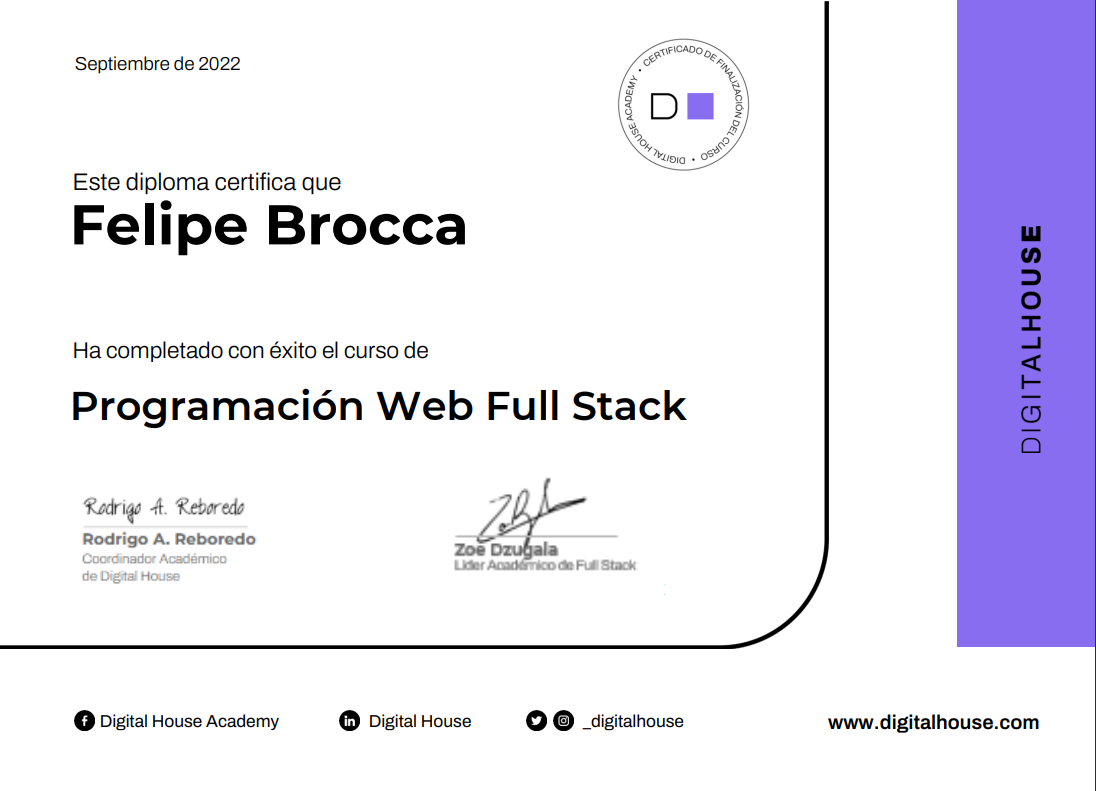 Septiembre de 2022
DIGITAL HOUSE ACADEMY • CERTIFICADO DE FINALIZACIÓN DEL CURSO •
D
Este diploma certifica que
Felipe Brocca
Ha completado con éxito el curso de
Programación Web Full Stack
Rodrigo A. Reboredo
Rodrigo A. Reboredo
Coordinador Académico
de Digital House
Zoe Dzugala
Líder Académico de Full Stack
DIGITALHOUSE
Digital House Academy
Digital House
_digitalhouse
www.digitalhouse.com